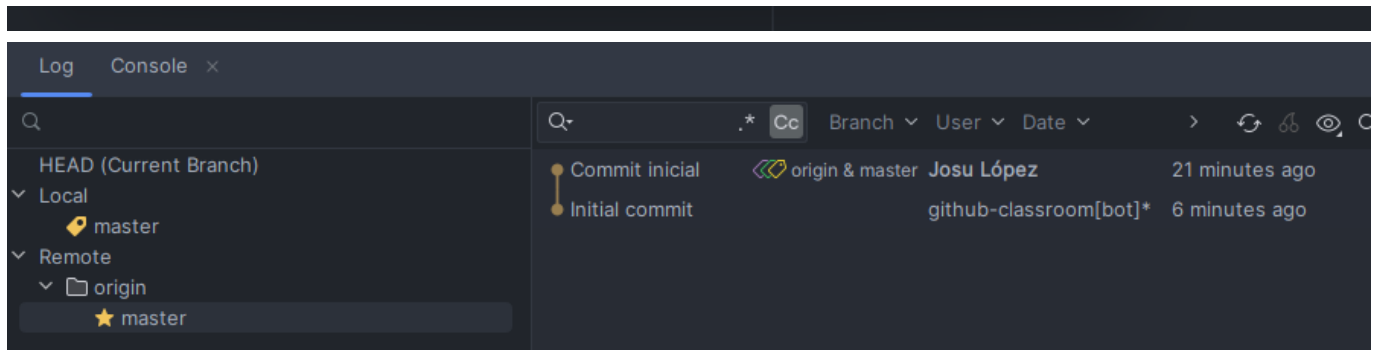 Log Console ×
.* Cc Branch User Date
HEAD (Current Branch)
Local
master
Remote
origin
master
Commit inicial origin & master Josu López 21 minutes ago
Initial commit github-classroom[bot]* 6 minutes ago